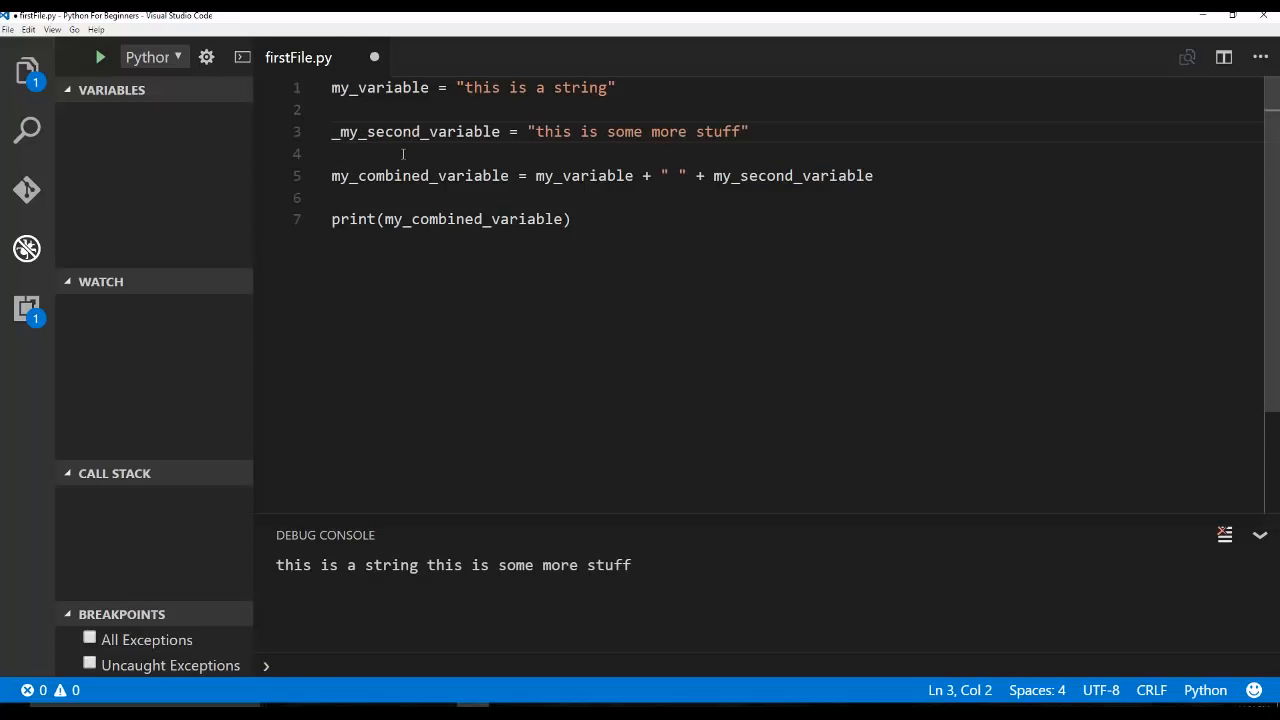 • firstFile.py - Python For Beginners - Visual Studio Code
File Edit View Go Help
Python
firstFile.py
1
VARIABLES
1 my_variable = "this is a string"
2
3 _my_second_variable = "this is some more stuff"
4
5 my_combined_variable = my_variable + " " + my_second_variable
6
7 print(my_combined_variable)
WATCH
1
CALL STACK
DEBUG CONSOLE
this is a string this is some more stuff
BREAKPOINTS
All Exceptions
Uncaught Exceptions
0 0 Ln 3, Col 2 Spaces: 4 UTF-8 CRLF Python